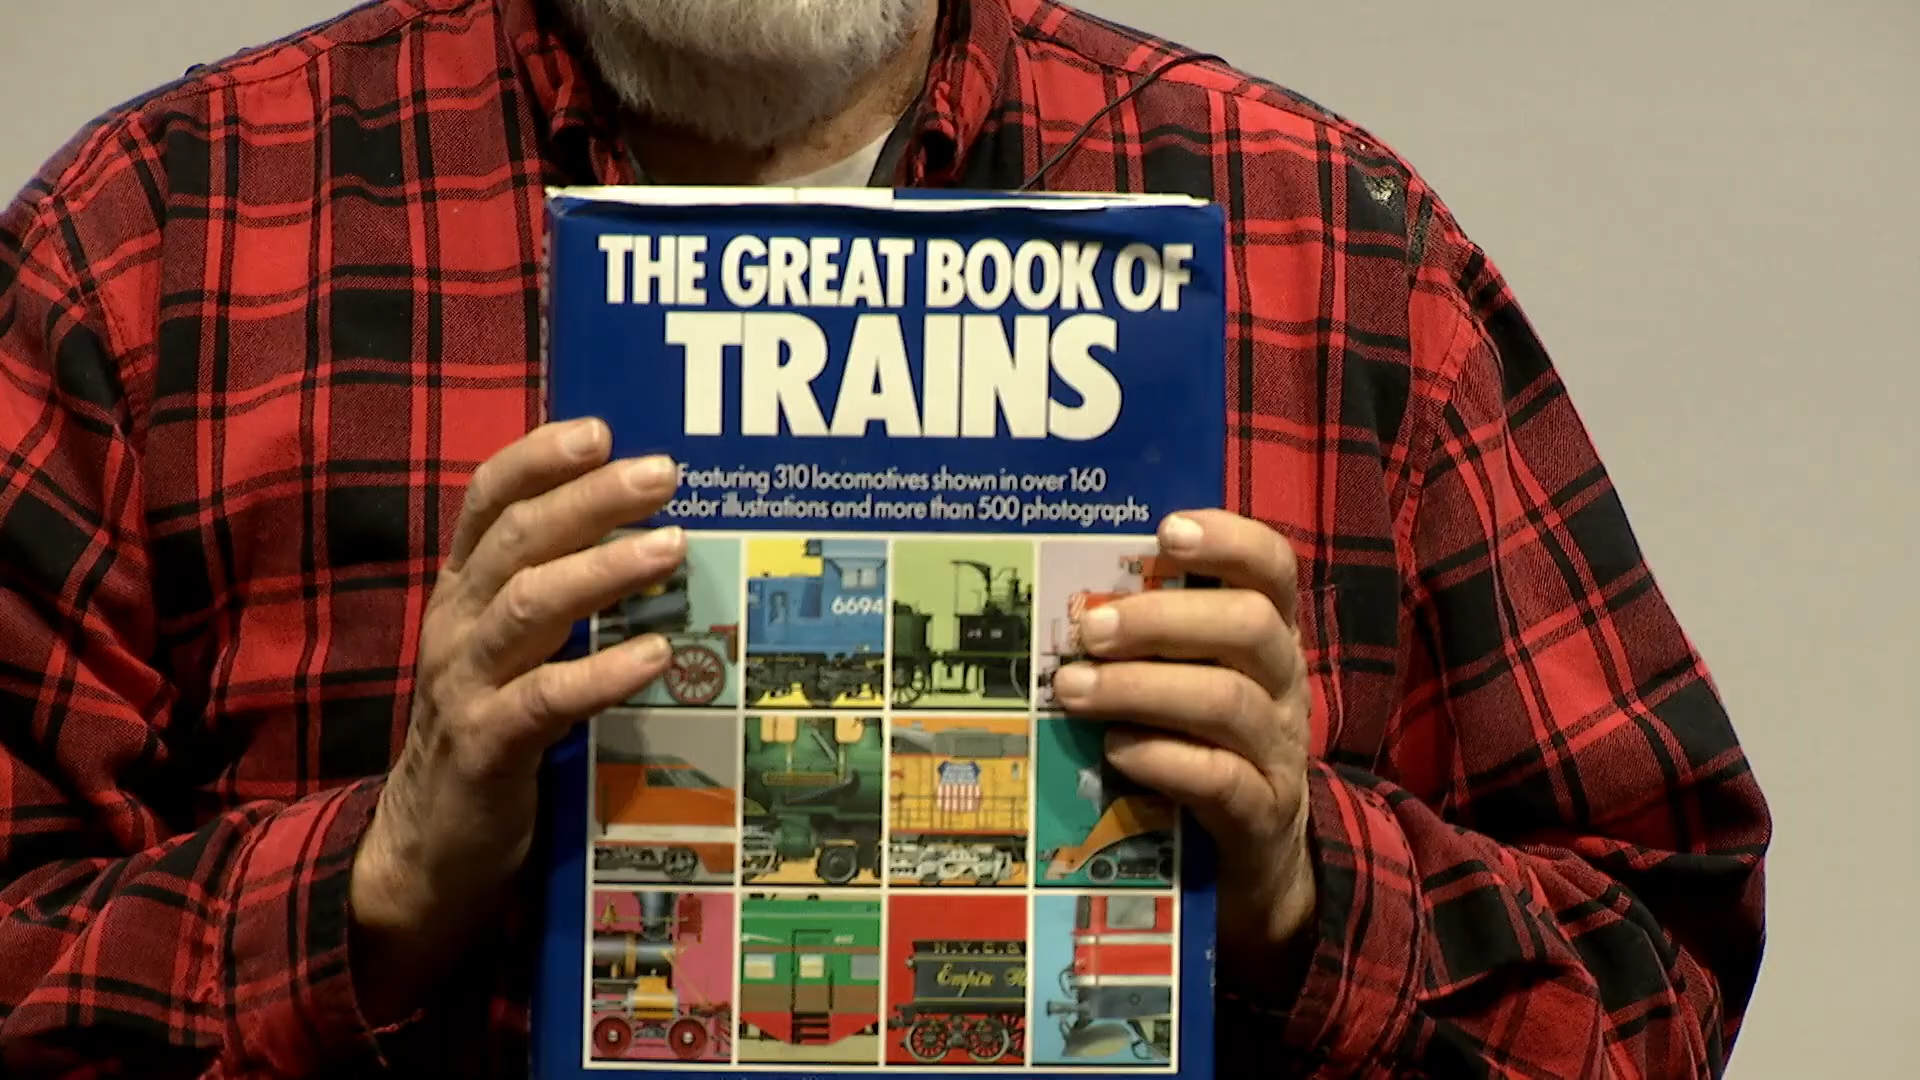 THE GREAT BOOK OF
TRAINS
Featuring 310 locomotives shown in over 160
-color illustrations and more than 500 photographs
6694
N.Y.C. &
Empire